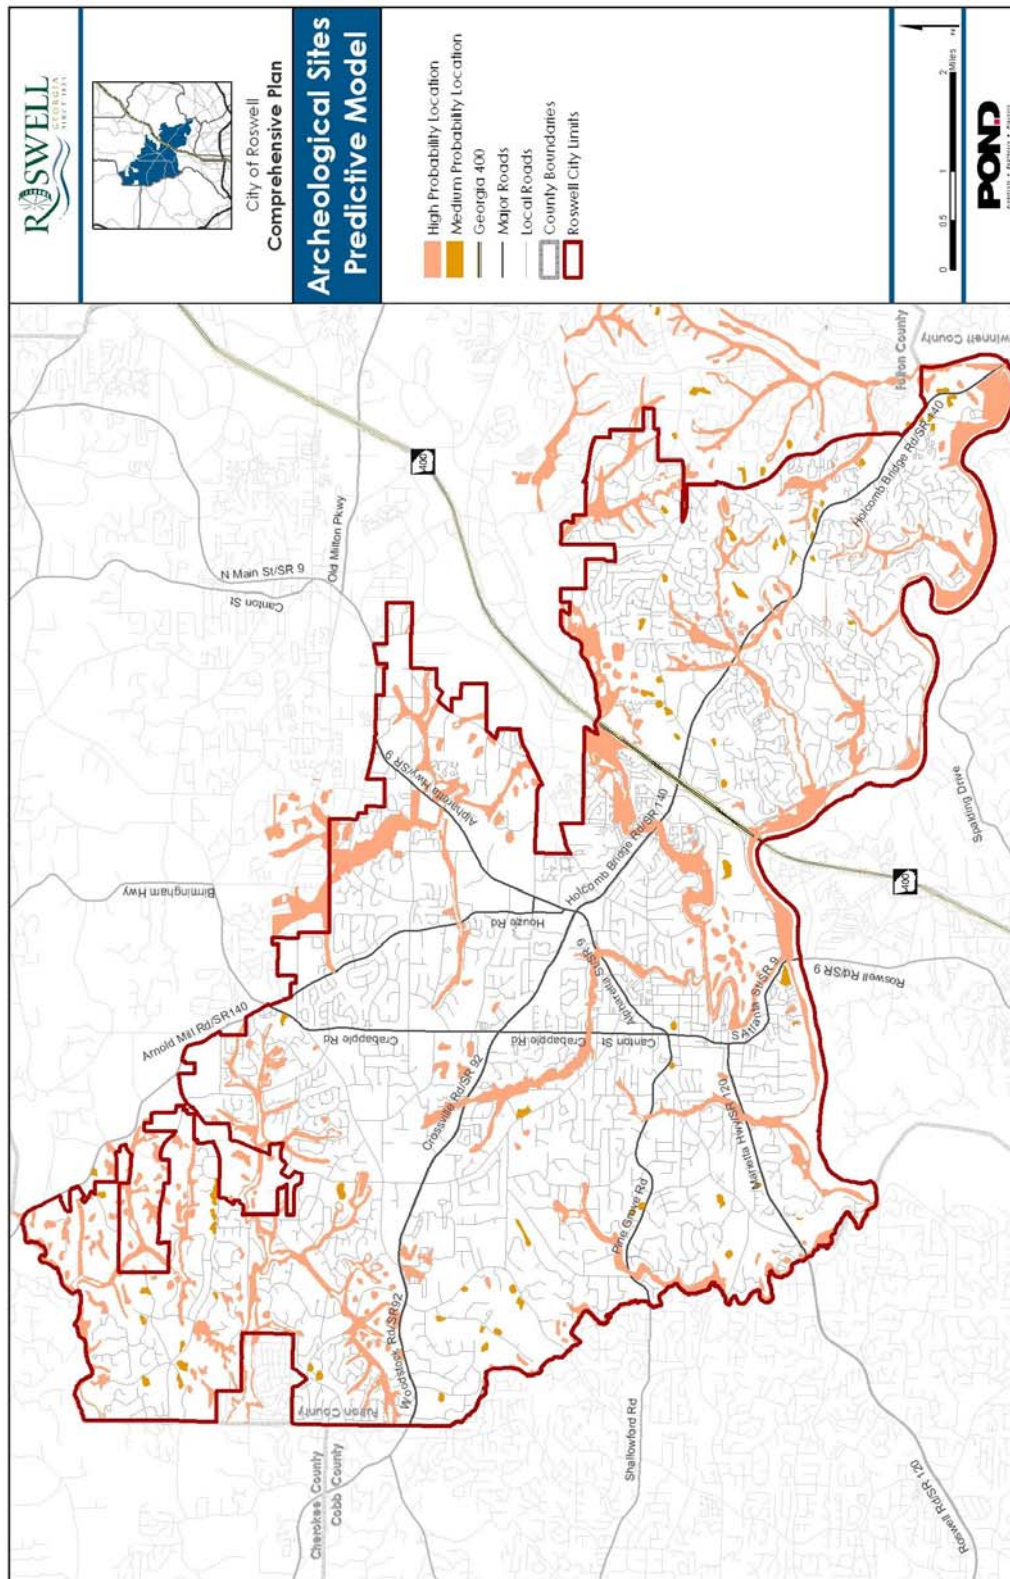 ROSWELL
GEORGIA
City of Roswell
Comprehensive Plan
Archeological Sites
Predictive Model
High Probability Location
Medium Probability Location
Georgia 400
Major Roads
Local Roads
County Boundaries
Roswell City Limits
0 0.5 1 2
Miles
N
POND
Arnold Mill Rd/SR140
Birmingham Hwy
Canton St
N Main St/SR 9
Old Milton Pkwy
400
Alpharetta Hwy/SR 9
Houze Rd
Crabapple Rd
Crossville Rd/SR 92
Woodstock Rd/SR92
Fulton County
Cherokee County
Cobb County
Holcomb Bridge Rd/SR 140
Alpharetta St/SR 9
Crabapple Rd
Canton St
S Atlanta St/SR 9
Pine Grove Rd
Marietta Hwy/SR 120
Shallowford Rd
Roswell Rd/SR 120
Roswell Rd/SR 9
400
Spalding Drive
Holcomb Bridge Rd/SR 140
Fulton County
winnett County